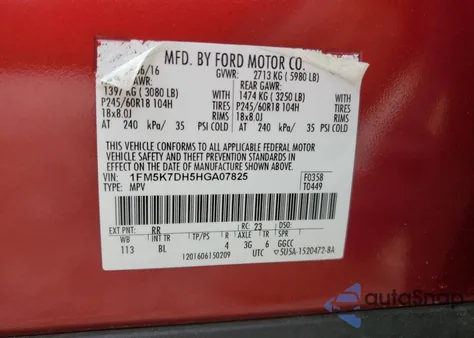 MFD. BY FORD MOTOR CO.
6/16 GVWR: 2713 KG ( 5980 LB)
GAWR: REAR GAWR:
1397 KG ( 3080 LB) WITH 1474 KG ( 3250 LB) WITH
P245/60R18 104H TIRES P245/60R18 104H TIRES
18x8.0J RIMS 18x8.0J RIMS
AT 240 kPa/ 35 PSI COLD AT 240 kPa/ 35 PSI COLD
THIS VEHICLE CONFORMS TO ALL APPLICABLE FEDERAL MOTOR
VEHICLE SAFETY AND THEFT PREVENTION STANDARDS IN
EFFECT ON THE DATE OF MANUFACTURE SHOWN ABOVE.
VIN: 1FM5K7DH5HGA07825 F0358
TYPE: MPV T0449
EXT PNT: RR RC: 23 DSO:
WB INT TR TP/PS R AX TR SPR
113 BL 4 3G 6 GGCC
1201606150209 UTC 5U5A-1520472-BA
autoSnap